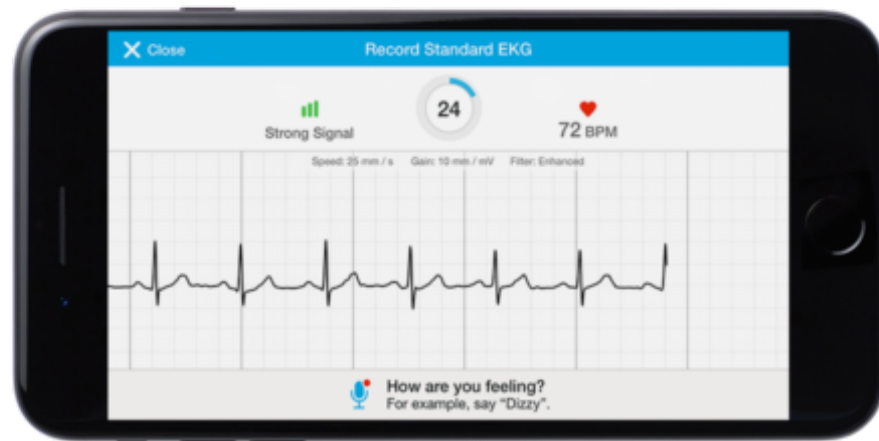 Close
Record Standard EKG
24
Strong Signal
72 BPM
Speed: 25 mm / s Gain: 10 mm / mV Filter: Enhanced
How are you feeling?
For example, say "Dizzy".